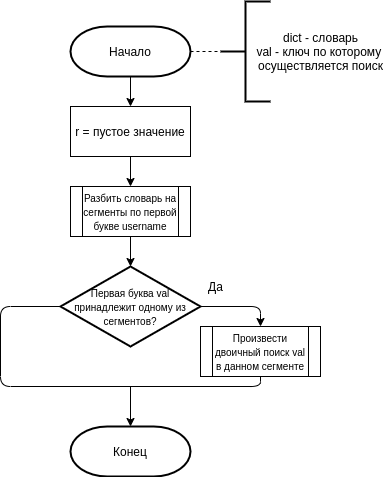 Начало
dict - словарь
val - ключ по которому
осуществляется поиск
r = пустое значение
Разбить словарь на
сегменты по первой
букве username
Первая буква val
принадлежит одному из
сегментов?
Да
Произвести
двоичный поиск val
в данном сегменте
Конец